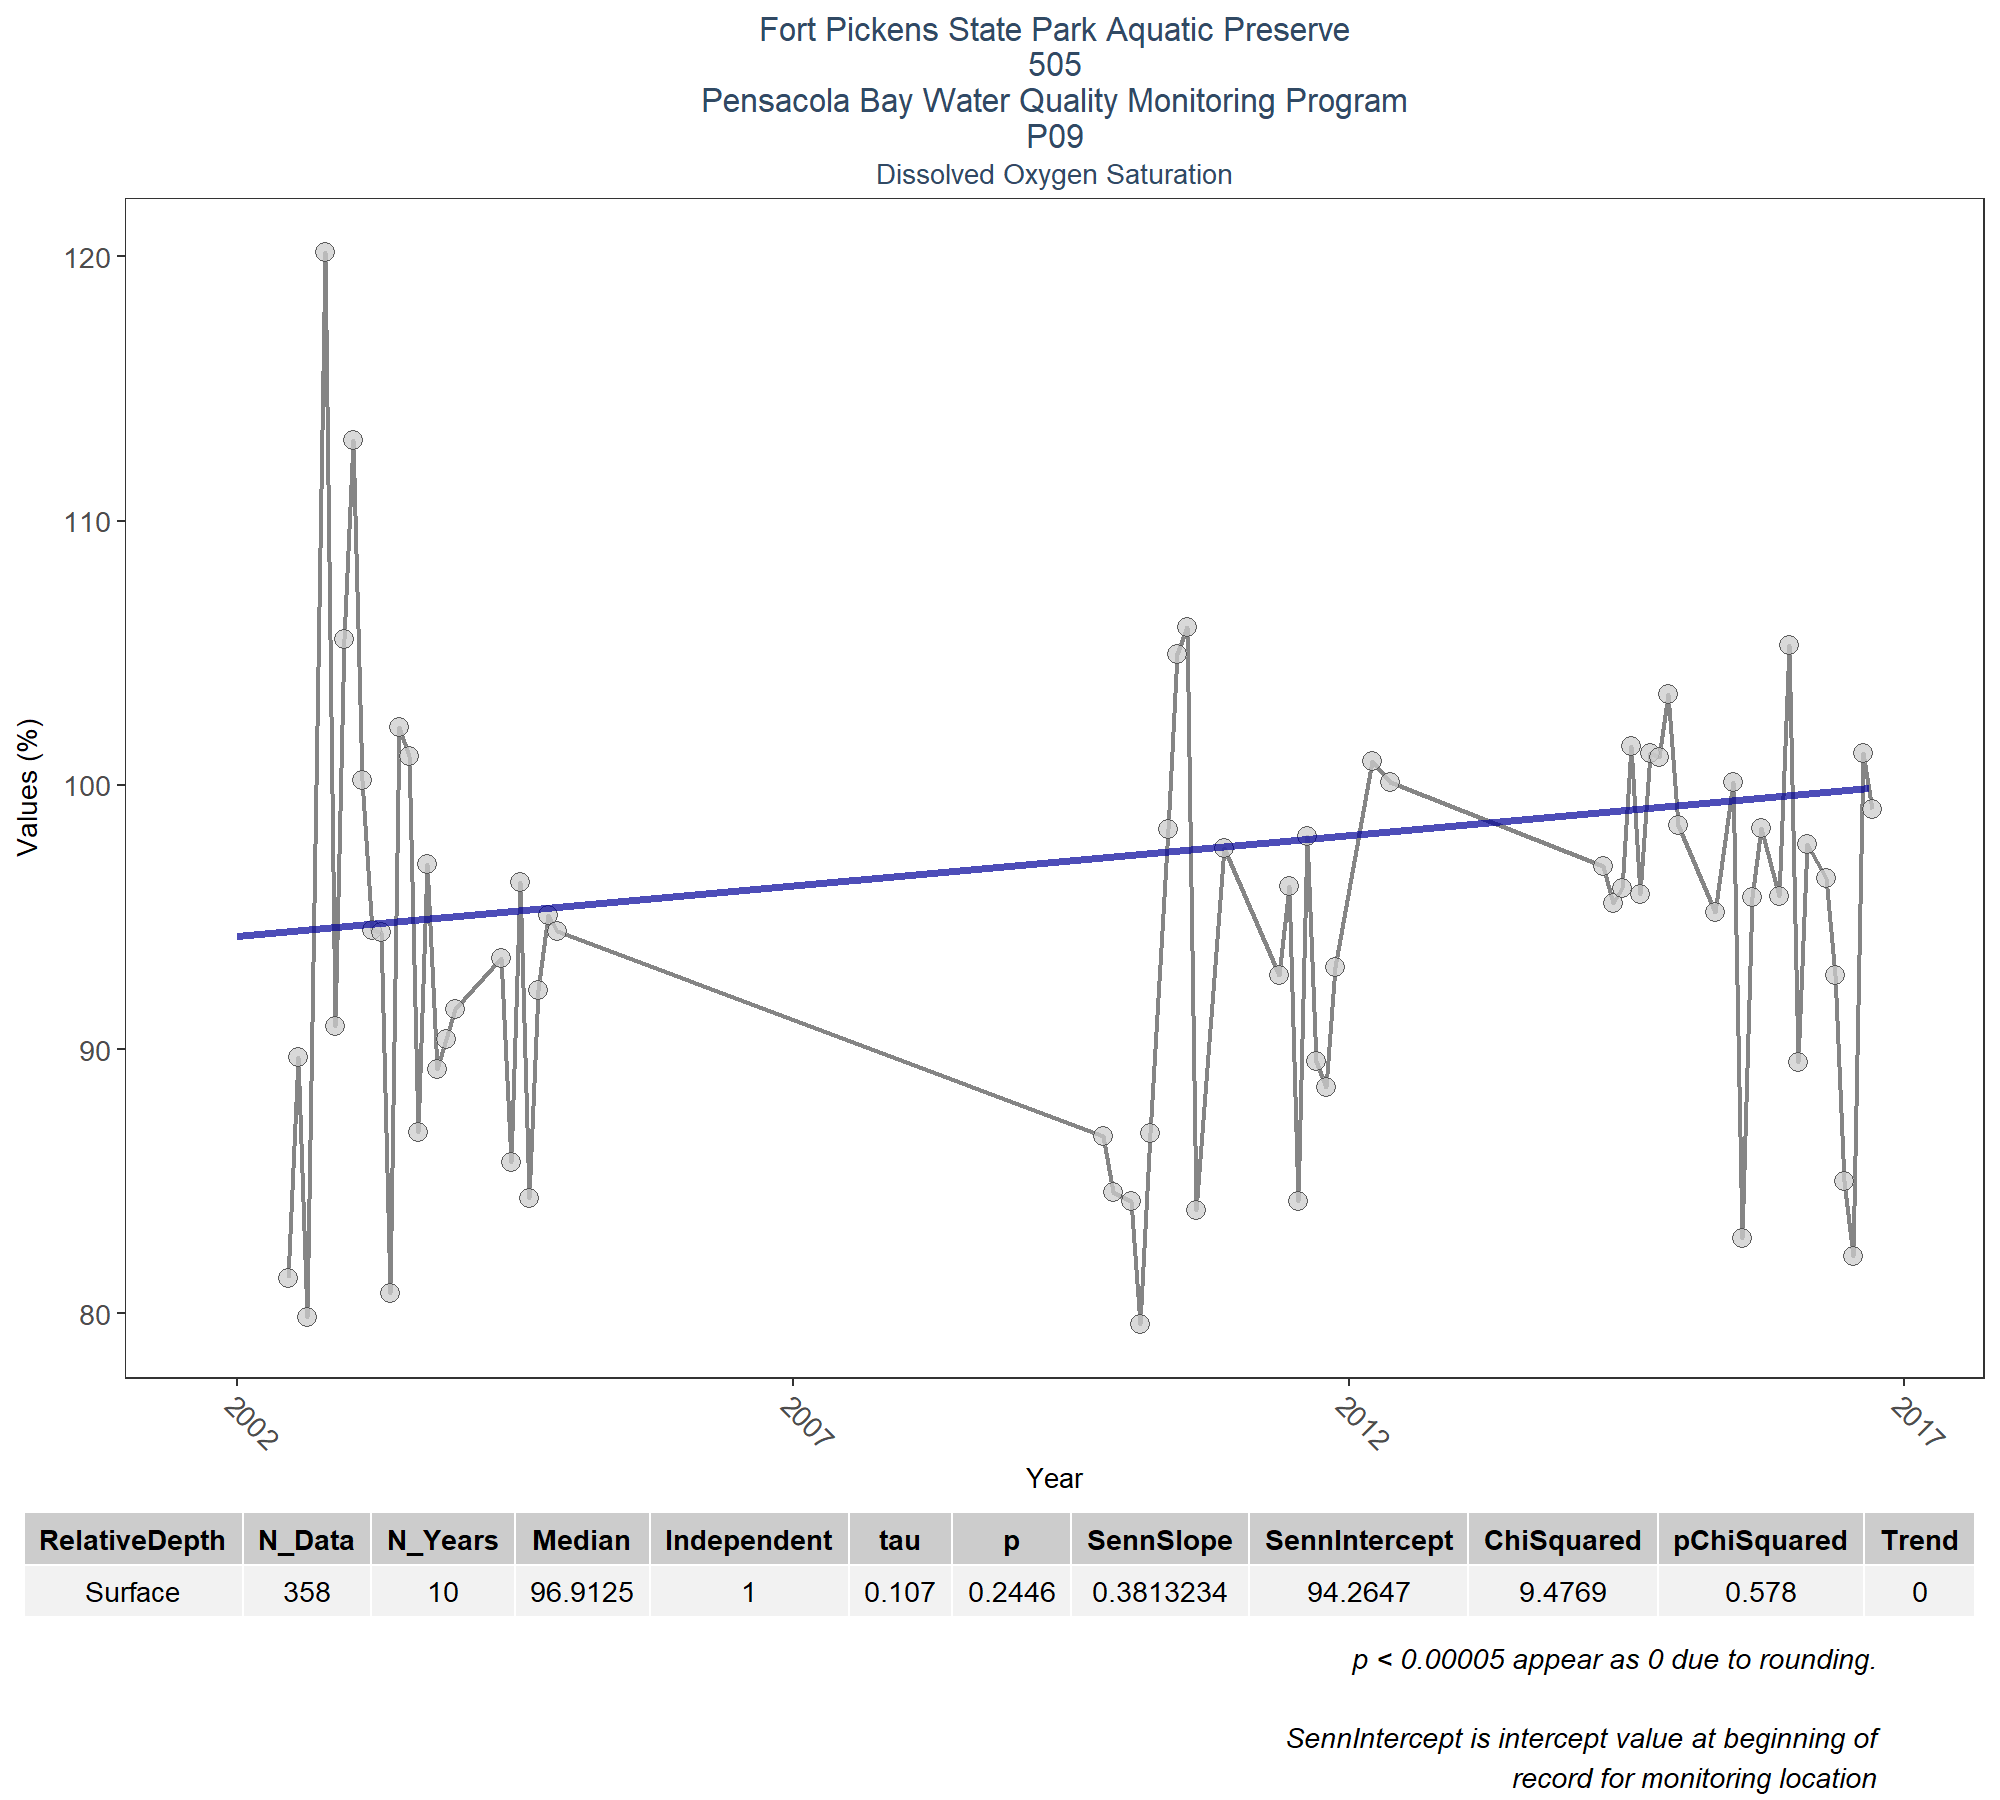 Fort Pickens State Park Aquatic Preserve
505
Pensacola Bay Water Quality Monitoring Program
P09
Dissolved Oxygen Saturation
120
110
100
90
80
Values (%)
2002 2007 2012 2017
Year
RelativeDepth N_Data N_Years Median Independent tau p SennSlope SennIntercept ChiSquared pChiSquared Trend
Surface 358 10 96.9125 1 0.107 0.2446 0.3813234 94.2647 9.4769 0.578 0
p < 0.00005 appear as 0 due to rounding.
SennIntercept is intercept value at beginning of
record for monitoring location